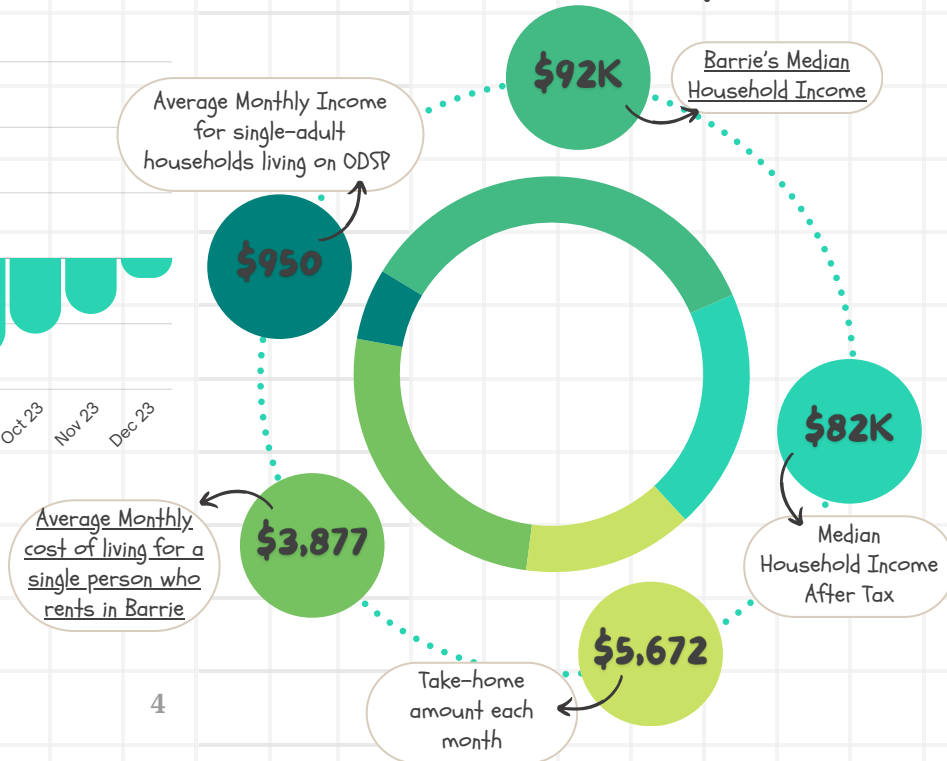 $92K
Barrie's Median
Household Income
Average Monthly Income
for single-adult
households living on ODSP
$950
$82K
Median
Household Income
After Tax
Oct 23
Nov 23
Dec 23
Average Monthly
cost of living for a
single person who
rents in Barrie
$3,877
$5,672
Take-home
amount each
month
4